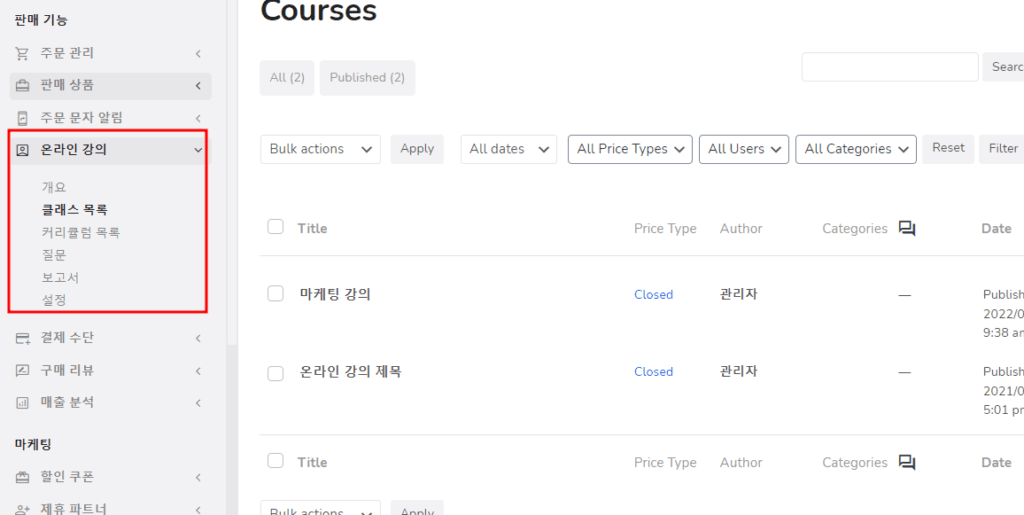 판매 기능
주문 관리
판매 상품
주문 문자 알림
온라인 강의
개요
클래스 목록
커리큘럼 목록
질문
보고서
설정
결제 수단
구매 리뷰
매출 분석
마케팅
할인 쿠폰
제휴 파트너
Courses
All (2) Published (2)
Searc
Bulk actions Apply All dates All Price Types All Users All Categories Reset Filter
Title Price Type Author Categories Date
마케팅 강의 Closed 관리자 — Publish
2022/0
9:38 am
온라인 강의 제목 Closed 관리자 — Publish
2021/0
5:01 pm
Title Price Type Author Categories Date
Bulk actions Apply